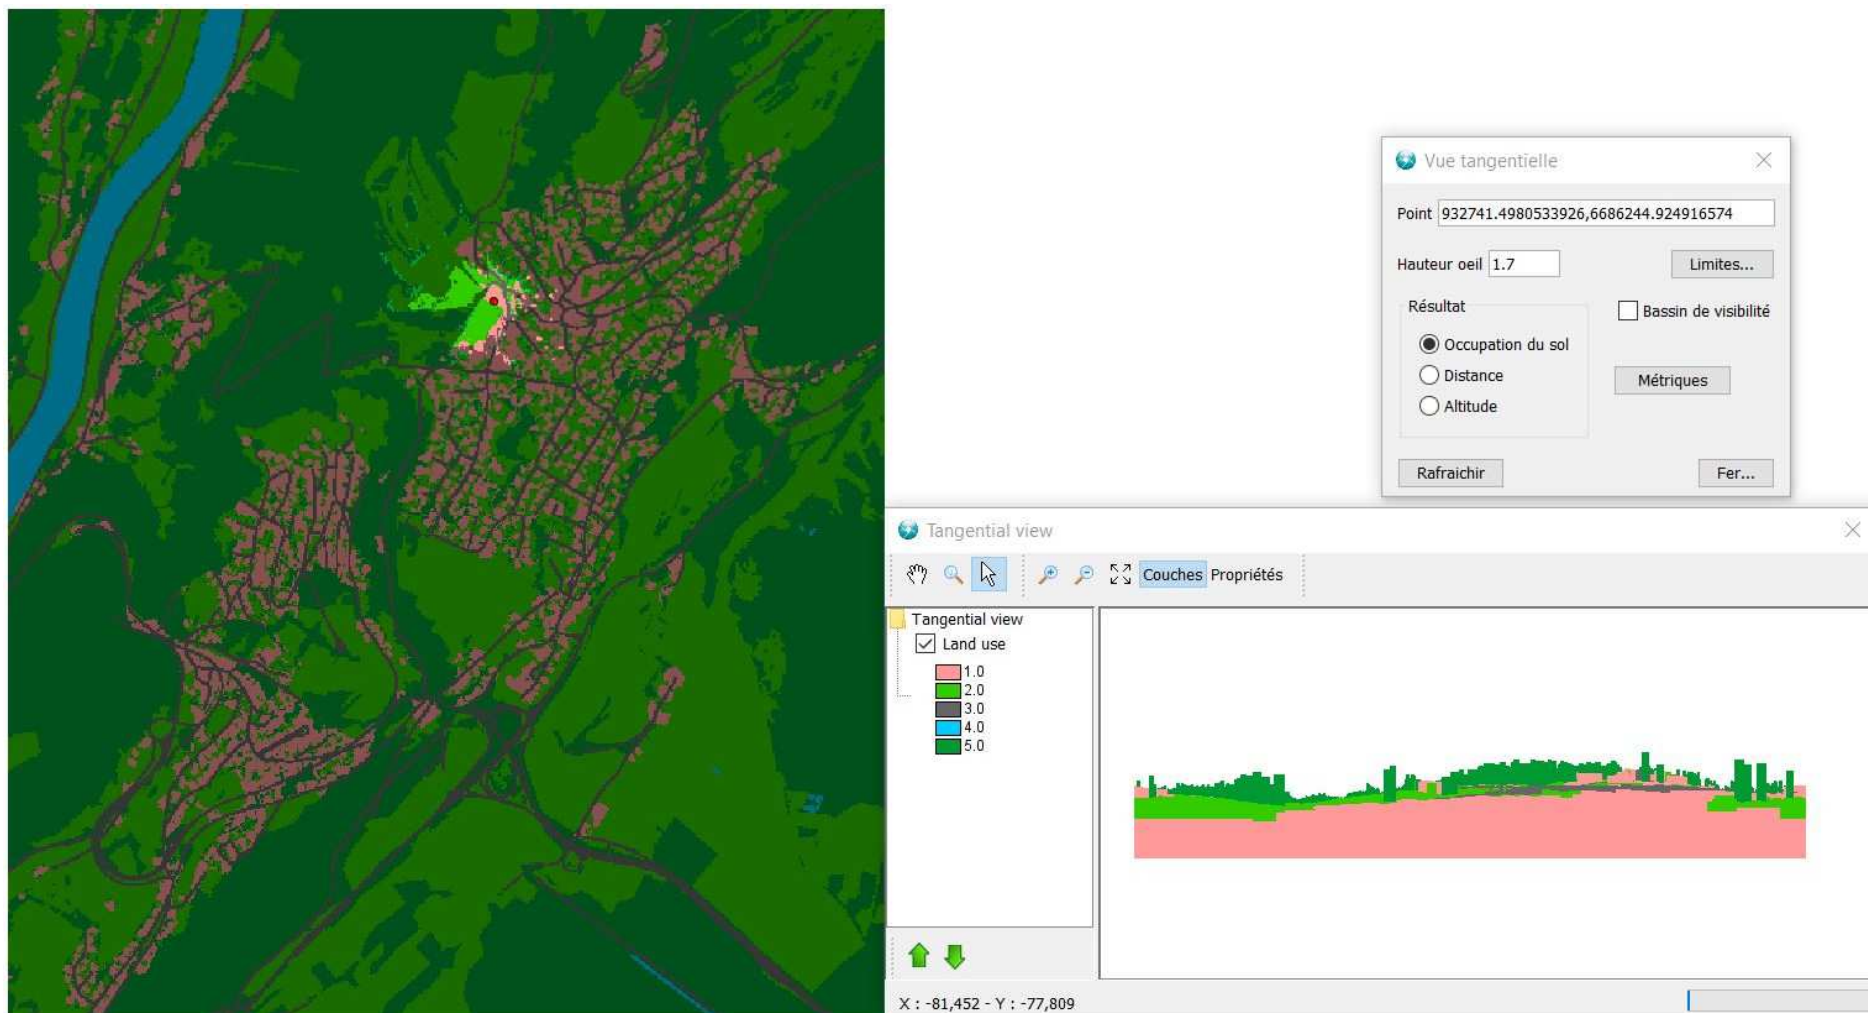 Vue tangentielle
Point 932741.4980533926,6686244.924916574
Hauteur oeil 1.7 Limites...
Résultat
Bassin de visibilité
Occupation du sol
Distance
Métriques
Altitude
Rafraichir Fer...
Tangential view
Couches Propriétés
Tangential view
Land use
1.0
2.0
3.0
4.0
5.0
X : -81,452 - Y : -77,809